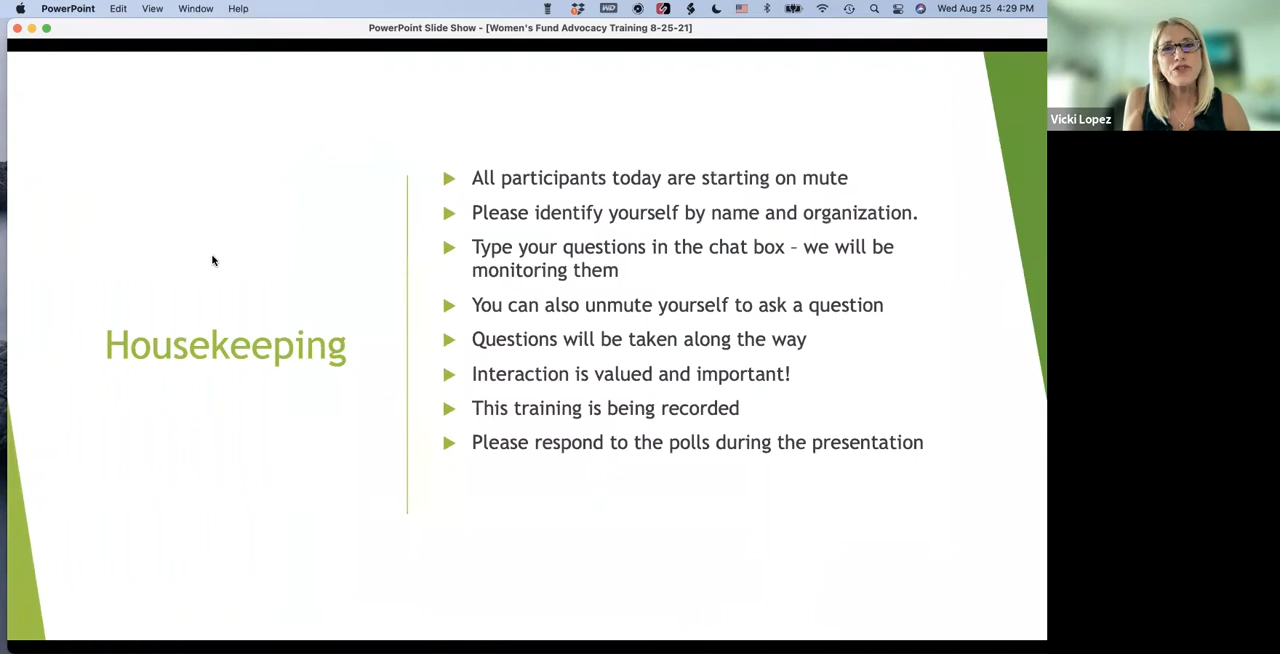 PowerPoint Edit View Window Help Wed Aug 25 4:29 PM
PowerPoint Slide Show - [Women's Fund Advocacy Training 8-25-21]
Vicki Lopez
Housekeeping
All participants today are starting on mute
Please identify yourself by name and organization.
Type your questions in the chat box – we will be
monitoring them
You can also unmute yourself to ask a question
Questions will be taken along the way
Interaction is valued and important!
This training is being recorded
Please respond to the polls during the presentation